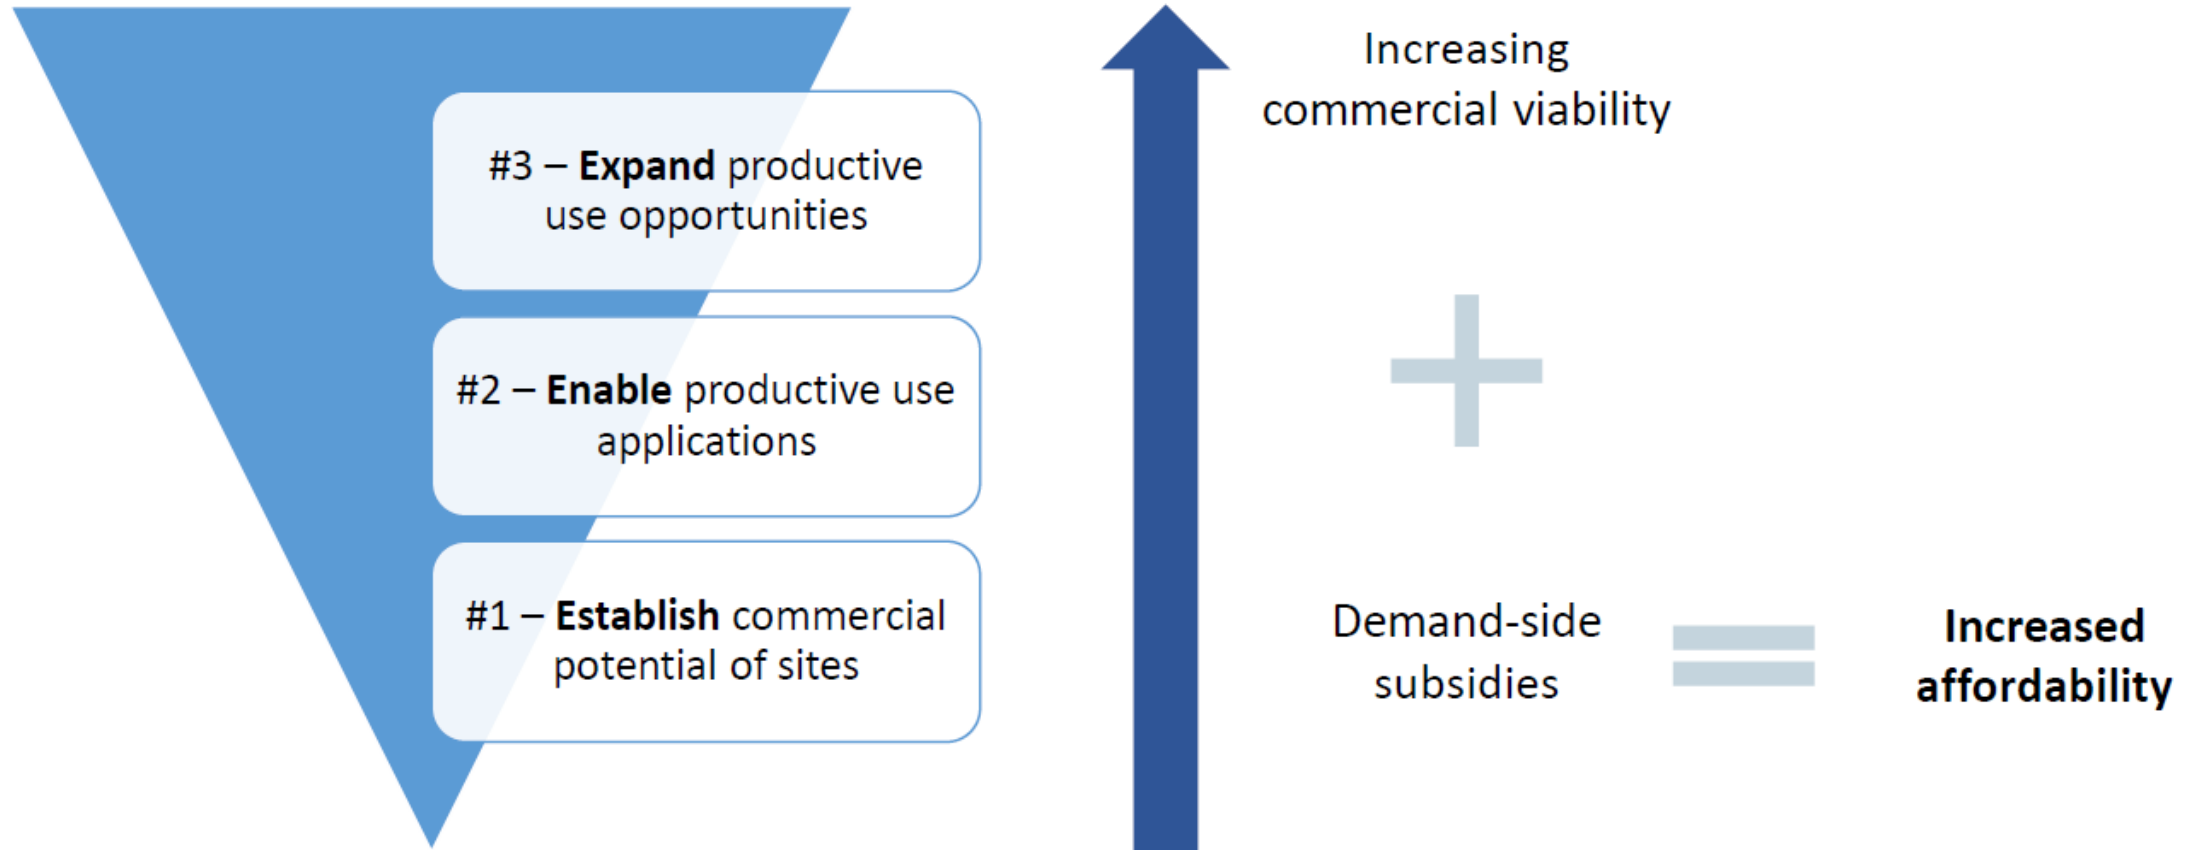 #3 – Expand productive
use opportunities
#2 – Enable productive use
applications
#1 – Establish commercial
potential of sites
Increasing
commercial viability
+
Demand-side
subsidies
=
Increased
affordability